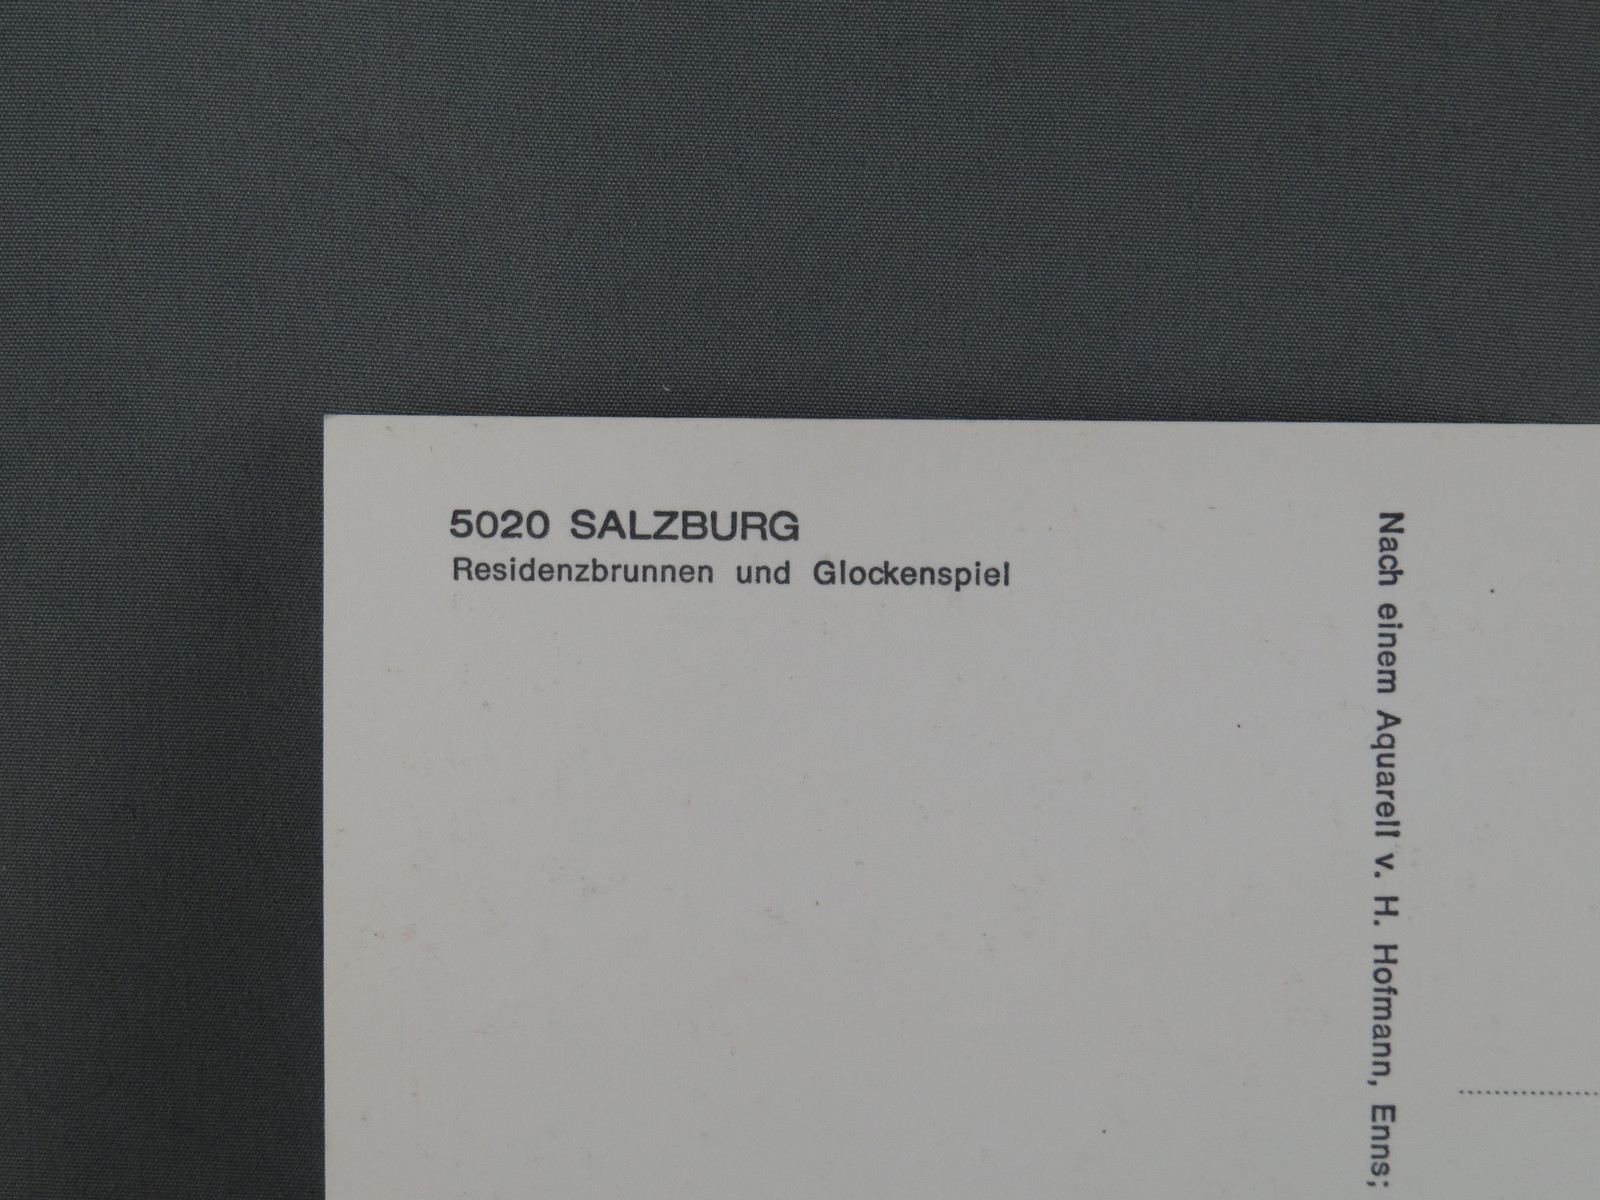 5020 SALZBURG
Residenzbrunnen und Glockenspiel
Nach einem Aquarell v. H. Hofmann, Enns;